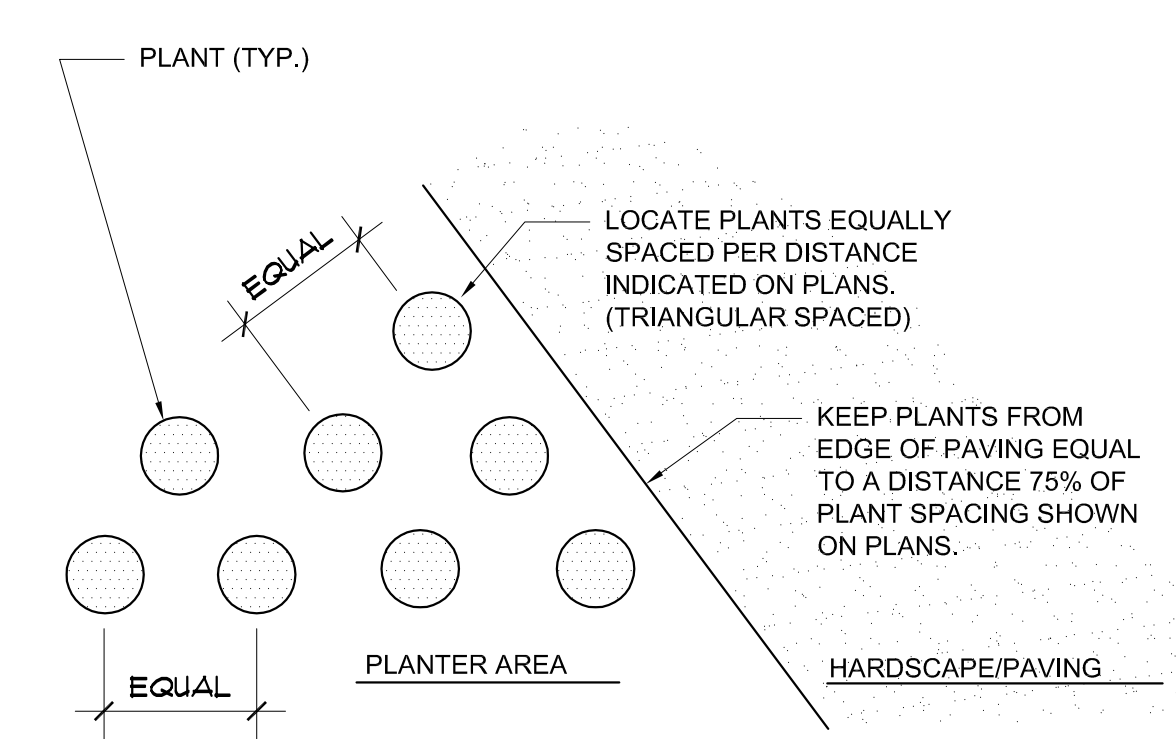 PLANT (TYP.)
LOCATE PLANTS EQUALLY
SPACED PER DISTANCE
INDICATED ON PLANS.
(TRIANGULAR SPACED)
EQUAL
KEEP PLANTS FROM
EDGE OF PAVING EQUAL
TO A DISTANCE 75% OF
PLANT SPACING SHOWN
ON PLANS.
PLANTER AREA
HARDSCAPE/PAVING
EQUAL